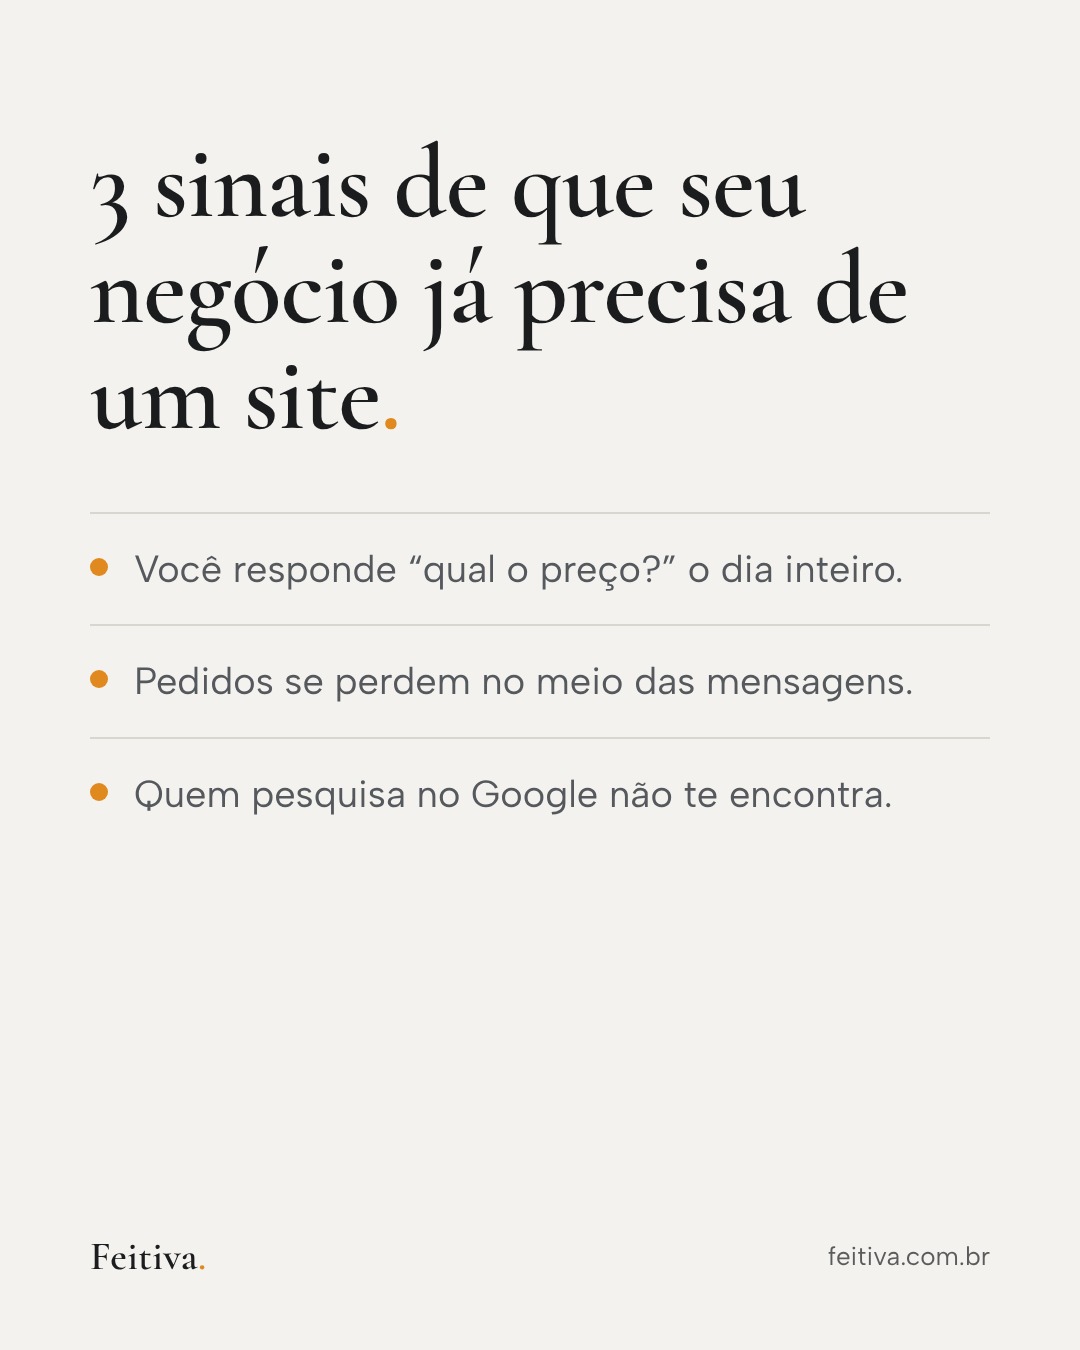 3 sinais de que seu
negócio já precisa de
um site.
Você responde “qual o preço?” o dia inteiro.
Pedidos se perdem no meio das mensagens.
Quem pesquisa no Google não te encontra.
Feitiva.
feitiva.com.br